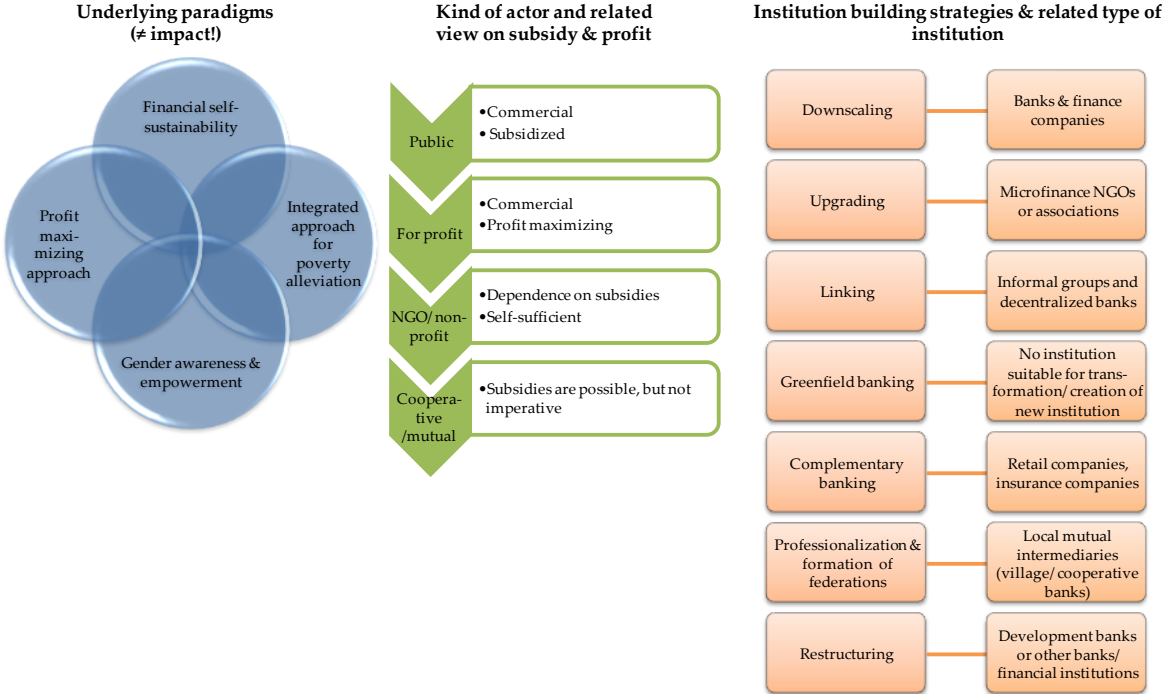 Underlying paradigms
(≠ impact!)
Financial self-
sustainability
Profit
maxi-
mizing
approach
Integrated
approach
for
poverty
alleviation
Gender awareness &
empowerment
Kind of actor and related
view on subsidy & profit
Public
•Commercial
•Subsidized
For profit
•Commercial
•Profit maximizing
NGO/ non-
profit
•Dependence on subsidies
•Self-sufficient
Coopera-
tive
/mutual
•Subsidies are possible, but not
imperative
Institution building strategies & related type of
institution
Downscaling
Banks & finance
companies
Upgrading
Microfinance NGOs
or associations
Linking
Informal groups and
decentralized banks
Greenfield banking
No institution
suitable for trans-
formation/ creation of
new institution
Complementary
banking
Retail companies,
insurance companies
Professionalization &
formation of
federations
Local mutual
intermediaries
(village/ cooperative
banks)
Restructuring
Development banks
or other banks/
financial institutions